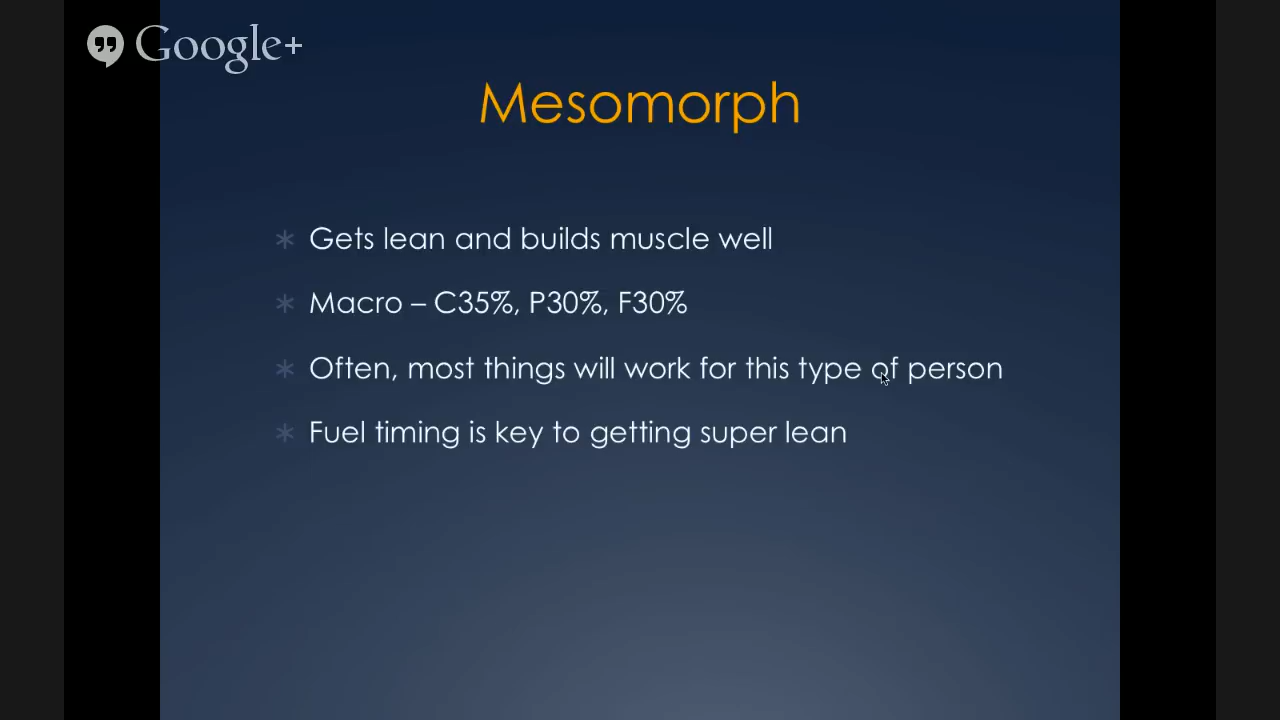 Google+
Mesomorph
Gets lean and builds muscle well
Macro – C35%, P30%, F30%
Often, most things will work for this type of person
Fuel timing is key to getting super lean